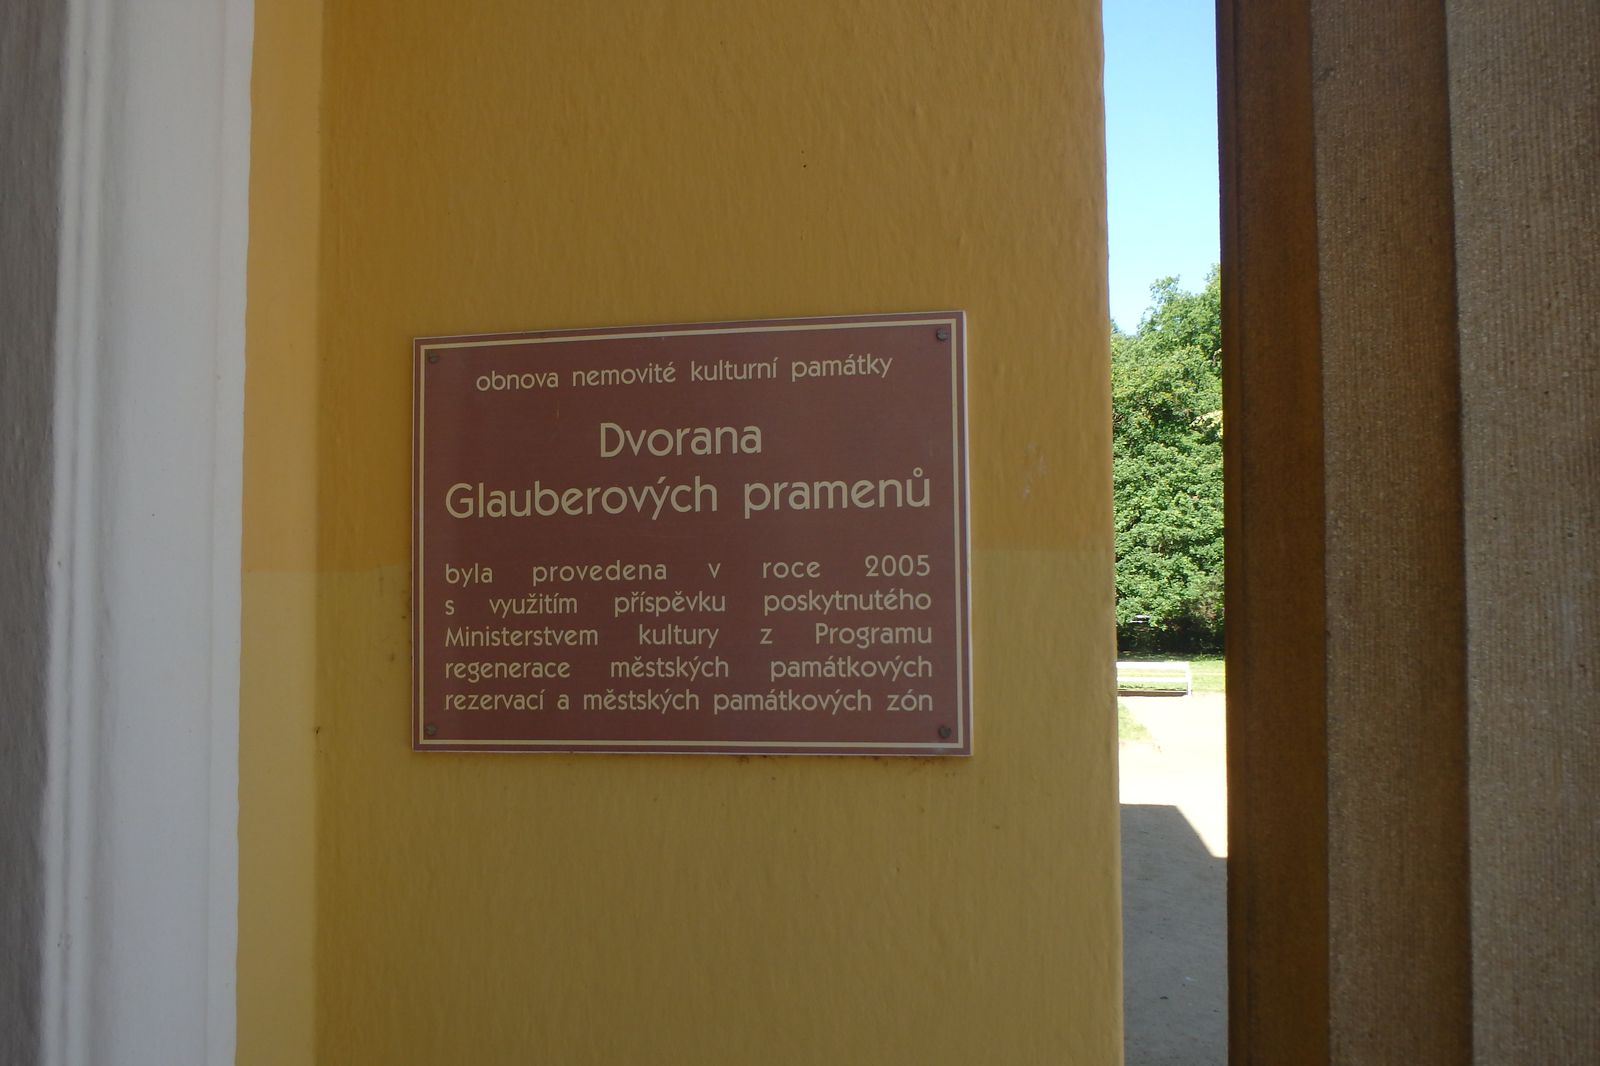 obnova nemovité kulturní památky
Dvorana
Glauberových pramenů
byla provedena v roce 2005
s využitím příspěvku poskytnutého
Ministerstvem kultury z Programu
regenerace městských památkových
rezervací a městských památkových zón